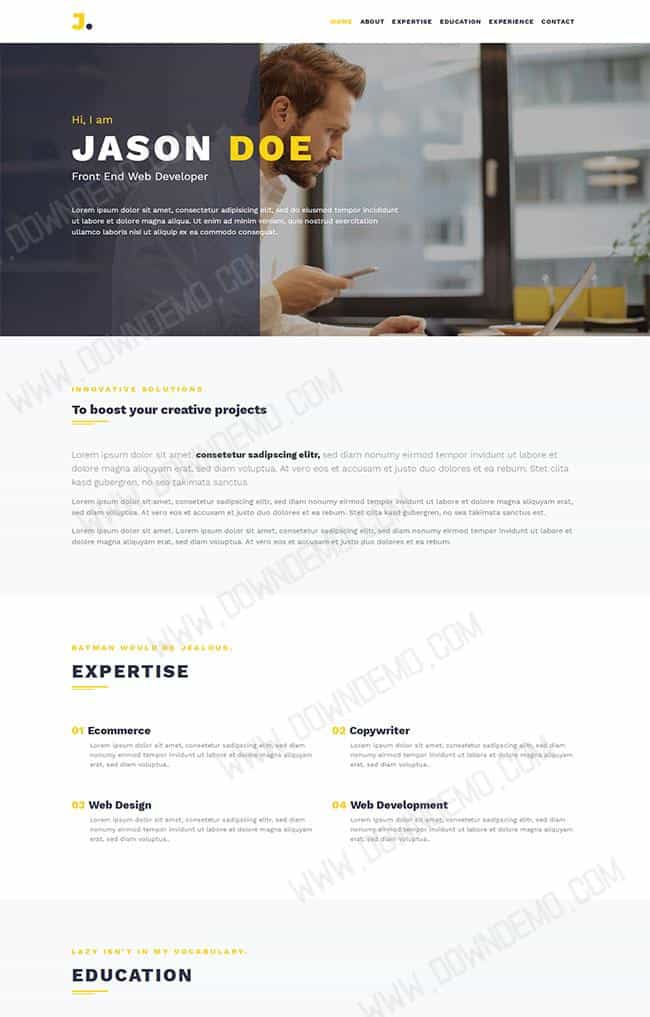 J.
HOME ABOUT EXPERTISE EDUCATION EXPERIENCE CONTACT
Hi, I am
JASON DOE
Front End Web Developer
Lorem ipsum dolor sit amet, consectetur adipisicing elit, sed do eiusmod tempor incididunt
ut labore et dolore magna aliqua. Ut enim ad minim veniam, quis nostrud exercitation
ullamco laboris nisi ut aliquip ex ea commodo consequat.
INNOVATIVE SOLUTIONS
To boost your creative projects
Lorem ipsum dolor sit amet, consetetur sadipscing elitr, sed diam nonumy eirmod tempor invidunt ut labore et
dolore magna aliquyam erat, sed diam voluptua. At vero eos et accusam et justo duo dolores et ea rebum. Stet clita
kasd gubergren, no sea takimata sanctus
Lorem ipsum dolor sit amet, consetetur sadipscing elitr, sed diam nonumy eirmod tempor invidunt ut labore et dolore magna aliquyam erat,
sed diam voluptua. At vero eos et accusam et justo duo dolores et ea rebum. Stet clita kasd gubergren, no sea takimata sanctus est.
Lorem ipsum dolor sit amet, consetetur sadipscing elitr, sed diam nonumy eirmod tempor invidunt ut labore et
dolore magna aliquyam erat, sed diam voluptua. At vero eos et accusam et justo duo dolores et ea rebum.
BATMAN WOULD BE JEALOUS.
EXPERTISE
01 Ecommerce
Lorem ipsum dolor sit amet, consetetur sadipscing elitr, sed diam
nonumy eirmod tempor invidunt ut labore et dolore magna aliquyam
erat, sed diam voluptua..
02 Copywriter
Lorem ipsum dolor sit amet, consetetur sadipscing elitr, sed diam
nonumy eirmod tempor invidunt ut labore et dolore magna aliquyam
erat, sed diam voluptua..
03 Web Design
Lorem ipsum dolor sit amet, consetetur sadipscing elitr, sed diam
nonumy eirmod tempor invidunt ut labore et dolore magna aliquyam
erat, sed diam voluptua..
04 Web Development
Lorem ipsum dolor sit amet, consetetur sadipscing elitr, sed diam
nonumy eirmod tempor invidunt ut labore et dolore magna aliquyam
erat, sed diam voluptua..
LAZY ISN'T IN MY VOCABULARY.
EDUCATION
WWW.DOWNDEMO.COM
WWW.DOWNDEMO.COM
WWW.DOWNDEMO.COM
WWW.DOWNDEMO.COM
WWW.DOWNDEMO.COM
WWW.DOWNDEMO.COM